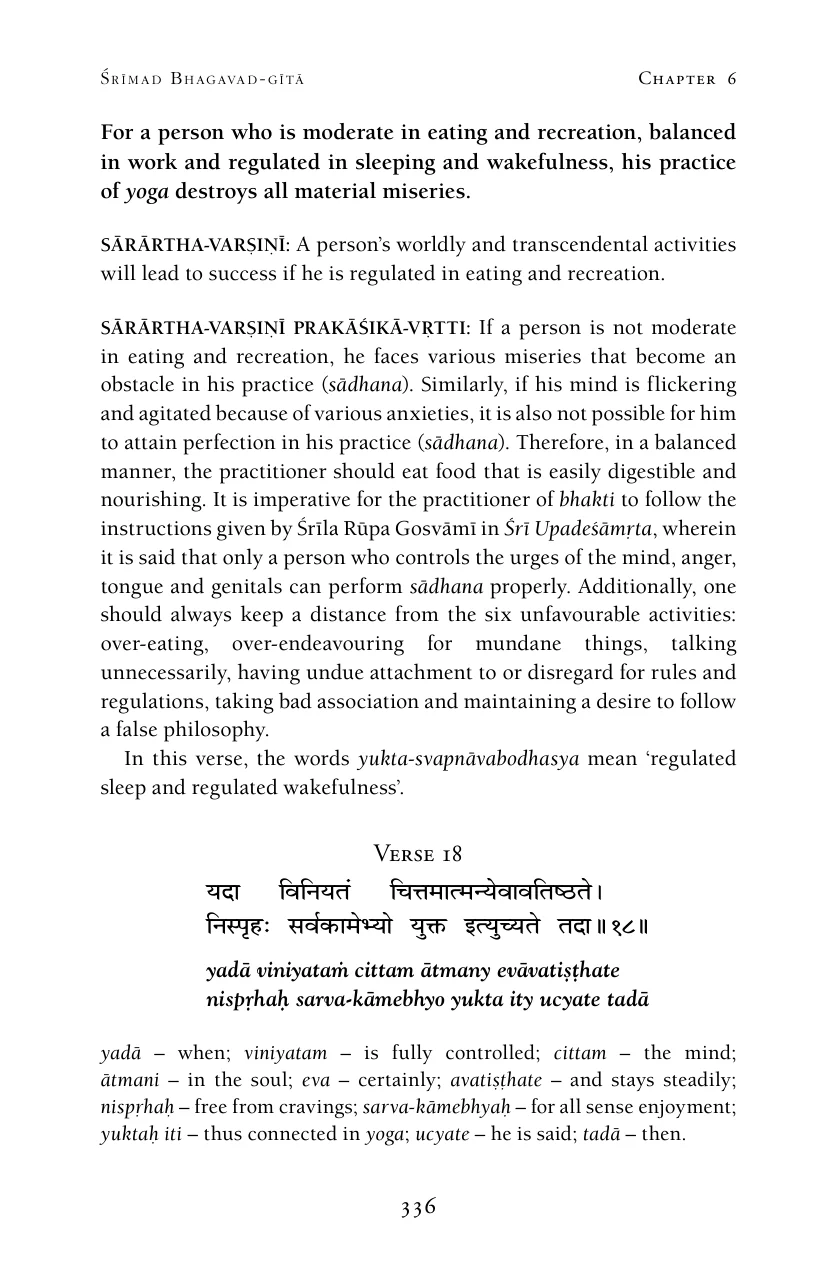 Śrīmad Bhagavad-gītā Chapter 6
For a person who is moderate in eating and recreation, balanced
in work and regulated in sleeping and wakefulness, his practice
of yoga destroys all material miseries.
SĀRĀRTHA-VARṢIṆĪ: A person’s worldly and transcendental activities
will lead to success if he is regulated in eating and recreation.
SĀRĀRTHA-VARṢIṆĪ PRAKĀŚIKĀ-VṚTTI: If a person is not moderate
in eating and recreation, he faces various miseries that become an
obstacle in his practice (sādhana). Similarly, if his mind is flickering
and agitated because of various anxieties, it is also not possible for him
to attain perfection in his practice (sādhana). Therefore, in a balanced
manner, the practitioner should eat food that is easily digestible and
nourishing. It is imperative for the practitioner of bhakti to follow the
instructions given by Śrīla Rūpa Gosvāmī in Śrī Upadeśāmṛta, wherein
it is said that only a person who controls the urges of the mind, anger,
tongue and genitals can perform sādhana properly. Additionally, one
should always keep a distance from the six unfavourable activities:
over-eating, over-endeavouring for mundane things, talking
unnecessarily, having undue attachment to or disregard for rules and
regulations, taking bad association and maintaining a desire to follow
a false philosophy.
In this verse, the words yukta-svapnāvabodhasya mean ‘regulated
sleep and regulated wakefulness’.
Verse 18
यदा विनियतं चित्तमात्मन्येवावतिष्ठते।
निस्पृहः सर्वकामेभ्यो युक्त इत्युच्यते तदा॥१८॥
yadā viniyataṁ cittam ātmany evāvatiṣṭhate
nispṛhaḥ sarva-kāmebhyo yukta ity ucyate tadā
yadā – when; viniyatam – is fully controlled; cittam – the mind;
ātmani – in the soul; eva – certainly; avatiṣṭhate – and stays steadily;
nispṛhaḥ – free from cravings; sarva-kāmebhyaḥ – for all sense enjoyment;
yuktaḥ iti – thus connected in yoga; ucyate – he is said; tadā – then.
336